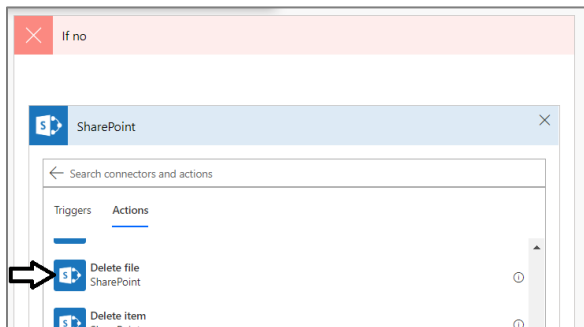 If no
SharePoint
Search connectors and actions
Triggers Actions
Delete file
SharePoint
Delete item